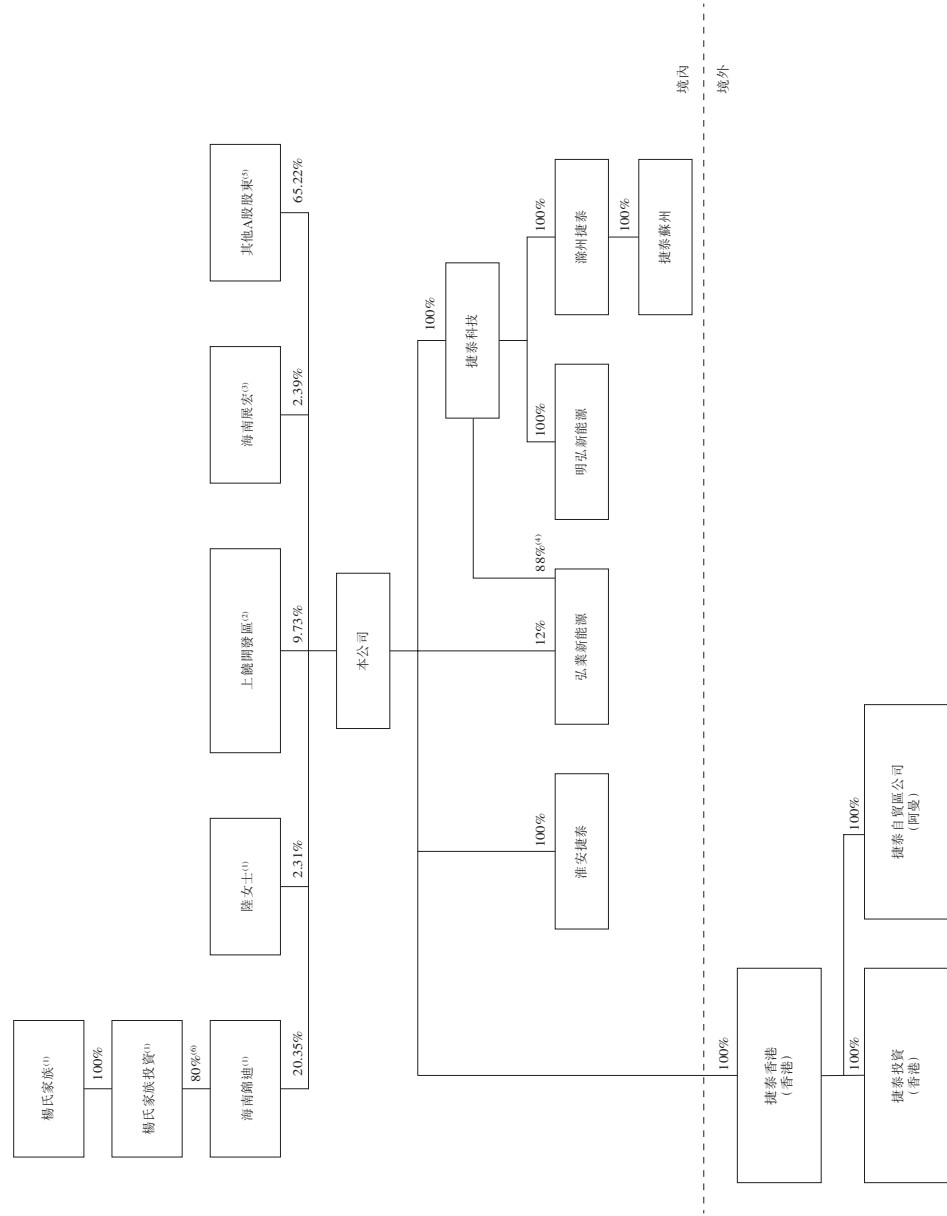 楊氏家族(1)
100%
楊氏家族投資(1)
80%(6)
海南錦迪(1)
陸女士(1)
上饒開發區(2)
海南展宏(3)
其他A股股東(5)
20.35%
2.31%
9.73%
2.39%
65.22%
本公司
100%
捷泰科技
100%
12%
88%(4)
100%
100%
淮安捷泰
弘業新能源
明弘新能源
滁州捷泰
100%
捷泰蘇州
境內
境外
100%
捷泰香港
(香港)
100%
100%
捷泰投資
(香港)
捷泰自貿區公司
(阿曼)